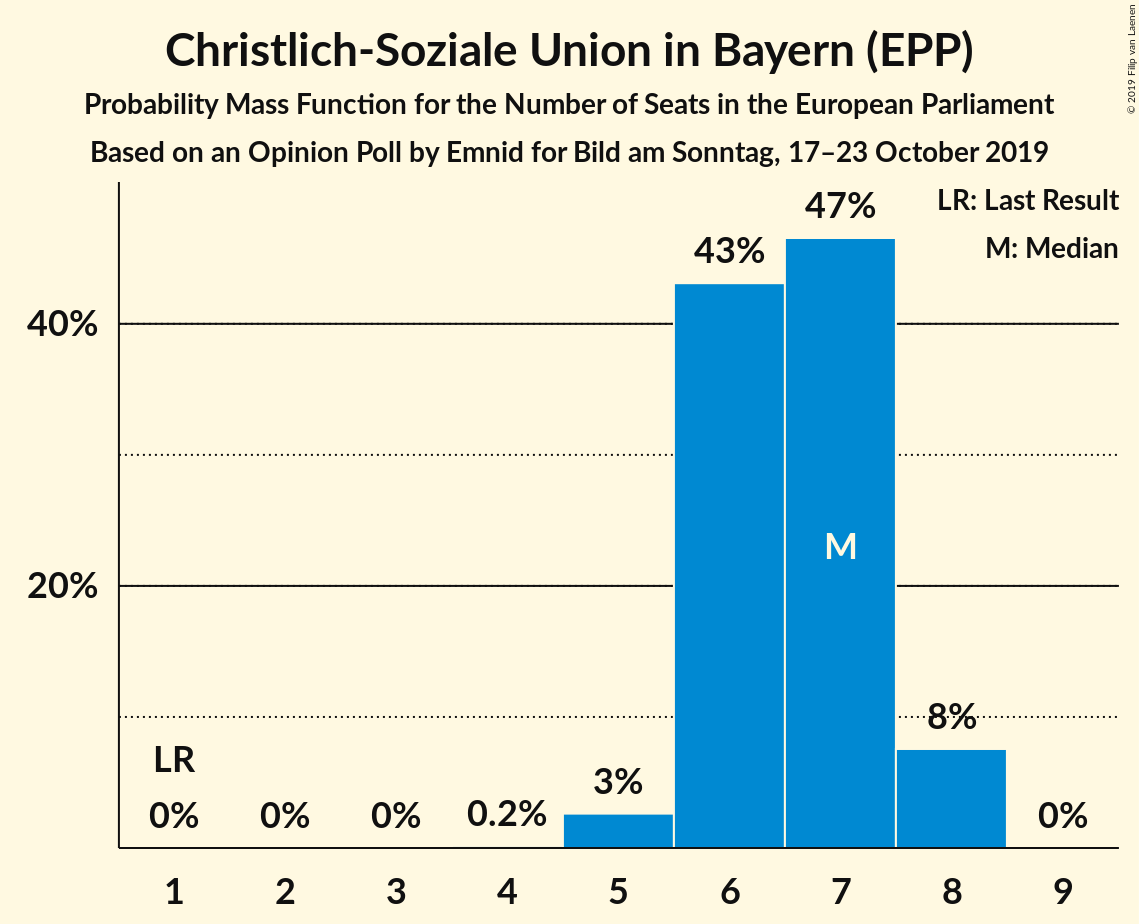 Christlich-Soziale Union in Bayern (EPP)
Probability Mass Function for the Number of Seats in the European Parliament
Based on an Opinion Poll by Emnid for Bild am Sonntag, 17–23 October 2019
© 2019 Filip van Laenen
LR: Last Result
M: Median
47%
43%
40%
M
20%
8%
LR
3%
0% 0% 0% 0.2% 0%
1 2 3 4 5 6 7 8 9